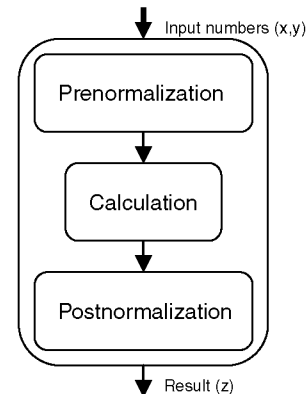 Input numbers (x,y)
Prenormalization
Calculation
Postnormalization
Result (z)